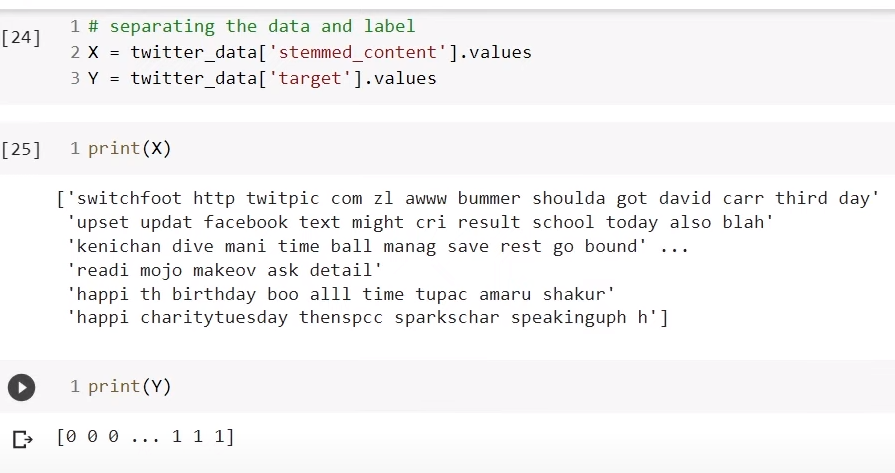 [24]
1 # separating the data and label
2 X = twitter_data['stemmed_content'].values
3 Y = twitter_data['target'].values
[25]
1 print(X)
['switchfoot http twitpic com zl awww bummer shoulda got david carr third day'
'upset updat facebook text might cri result school today also blah'
'kenichan dive mani time ball manag save rest go bound' ...
'readi mojo makeov ask detail'
'happi th birthday boo alll time tupac amaru shakur'
'happi charitytuesday thenspcc sparkschar speakinguph h']
1 print(Y)
[0 0 0 ... 1 1 1]